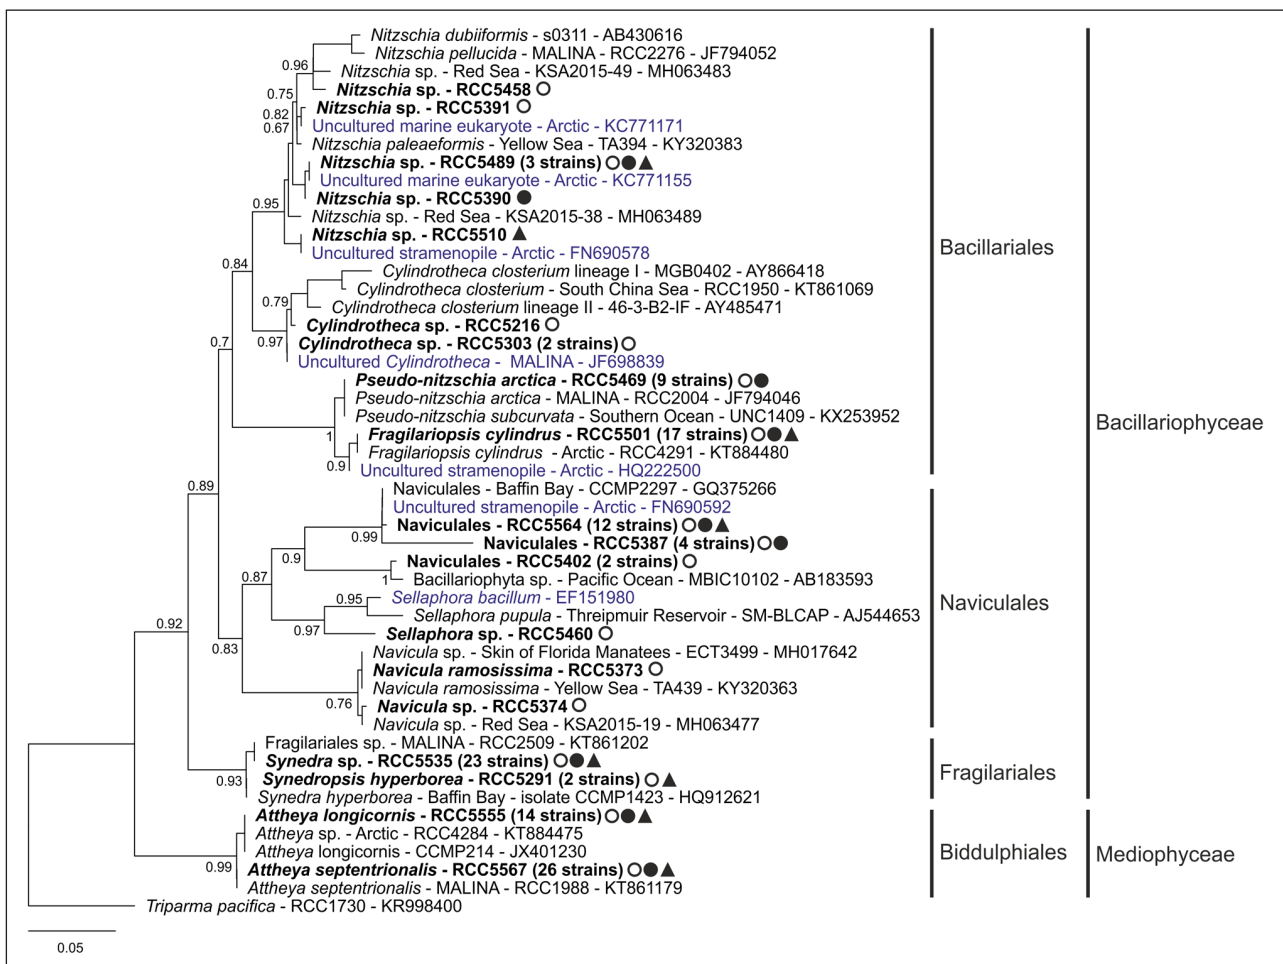 Nitzschia dubiiformis - s0311 - AB430616
Nitzschia pellucida - MALINA - RCC2276 - JF794052
0.96
Nitzschia sp. - Red Sea - KSA2015-49 - MH063483
0.75
Nitzschia sp. - RCC5458
Nitzschia sp. - RCC5391
0.82
0.67
Uncultured marine eukaryote - Arctic - KC771171
Nitzschia paleaeformis - Yellow Sea - TA394 - KY320383
Nitzschia sp. - RCC5489 (3 strains)
Uncultured marine eukaryote - Arctic - KC771155
Nitzschia sp. - RCC5390
0.95
Nitzschia sp. - Red Sea - KSA2015-38 - MH063489
Nitzschia sp. - RCC5510
Bacillariales
Uncultured stramenopile - Arctic - FN690578
0.84
Cylindrotheca closterium lineage I - MGB0402 - AY866418
Cylindrotheca closterium - South China Sea - RCC1950 - KT861069
0.79
Cylindrotheca closterium lineage II - 46-3-B2-IF - AY485471
Cylindrotheca sp. - RCC5216
0.7
0.97
Cylindrotheca sp. - RCC5303 (2 strains)
Uncultured Cylindrotheca - MALINA - JF698839
Pseudo-nitzschia arctica - RCC5469 (9 strains)
Pseudo-nitzschia arctica - MALINA - RCC2004 - JF794046
Pseudo-nitzschia subcurvata - Southern Ocean - UNC1409 - KX253952
Bacillariophyceae
1
Fragilariopsis cylindrus - RCC5501 (17 strains)
Fragilariopsis cylindrus - Arctic - RCC4291 - KT884480
0.9
Uncultured stramenopile - Arctic - HQ222500
0.89
Naviculales - Baffin Bay - CCMP2297 - GQ375266
Uncultured stramenopile - Arctic - FN690592
Naviculales - RCC5564 (12 strains)
0.99
Naviculales - RCC5387 (4 strains)
0.9
Naviculales - RCC5402 (2 strains)
0.87
1
Bacillariophyta sp. - Pacific Ocean - MBIC10102 - AB183593
0.95
Sellaphora bacillum - EF151980
Naviculales
Sellaphora pupula - Threipmuir Reservoir - SM-BLCAP - AJ544653
0.92
0.97
Sellaphora sp. - RCC5460
0.83
Navicula sp. - Skin of Florida Manatees - ECT3499 - MH017642
Navicula ramosissima - RCC5373
Navicula ramosissima - Yellow Sea - TA439 - KY320363
0.76
Navicula sp. - RCC5374
Navicula sp. - Red Sea - KSA2015-19 - MH063477
Fragilariales sp. - MALINA - RCC2509 - KT861202
Synedra sp. - RCC5535 (23 strains)
Fragilariales
0.93
Synedropsis hyperborea - RCC5291 (2 strains)
Synedra hyperborea - Baffin Bay - isolate CCMP1423 - HQ912621
Attheya longicornis - RCC5555 (14 strains)
Attheya sp. - Arctic - RCC4284 - KT884475
Attheya longicornis - CCMP214 - JX401230
Biddulphiales
Mediophyceae
0.99
Attheya septentrionalis - RCC5567 (26 strains)
Attheya septentrionalis - MALINA - RCC1988 - KT861179
Triparma pacifica - RCC1730 - KR998400
0.05